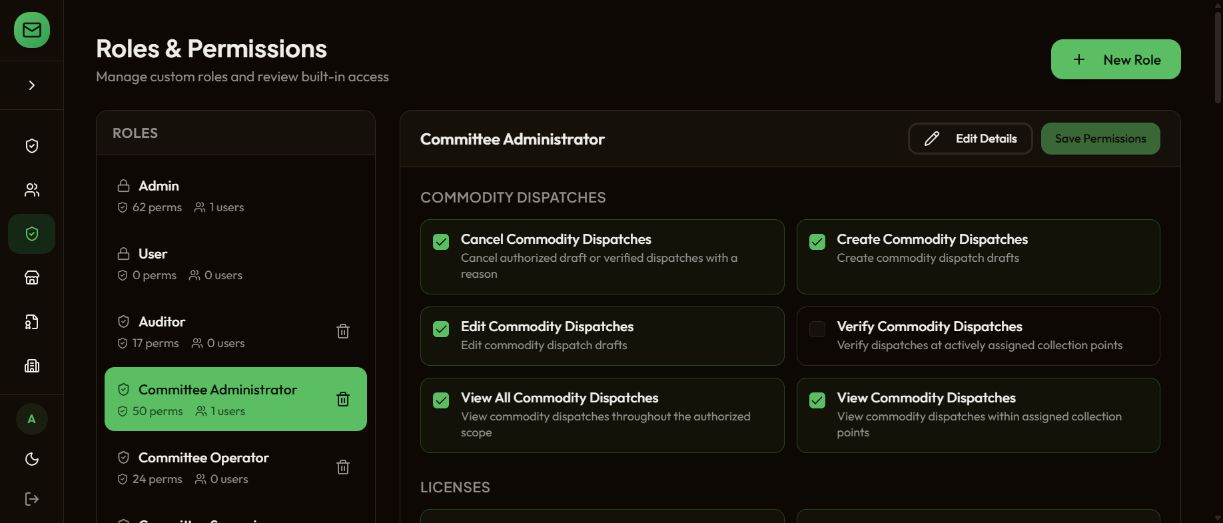 Roles & Permissions
Manage custom roles and review built-in access
New Role
ROLES
Admin
62 perms 1 users
User
0 perms 0 users
Auditor
17 perms 0 users
Committee Administrator
50 perms 1 users
Committee Operator
24 perms 0 users
Committee Administrator
Edit Details
Save Permissions
COMMODITY DISPATCHES
Cancel Commodity Dispatches
Cancel authorized draft or verified dispatches with a
reason
Create Commodity Dispatches
Create commodity dispatch drafts
Edit Commodity Dispatches
Edit commodity dispatch drafts
Verify Commodity Dispatches
Verify dispatches at actively assigned collection points
View All Commodity Dispatches
View commodity dispatches throughout the authorized
scope
View Commodity Dispatches
View commodity dispatches within assigned collection
points
LICENSES
A